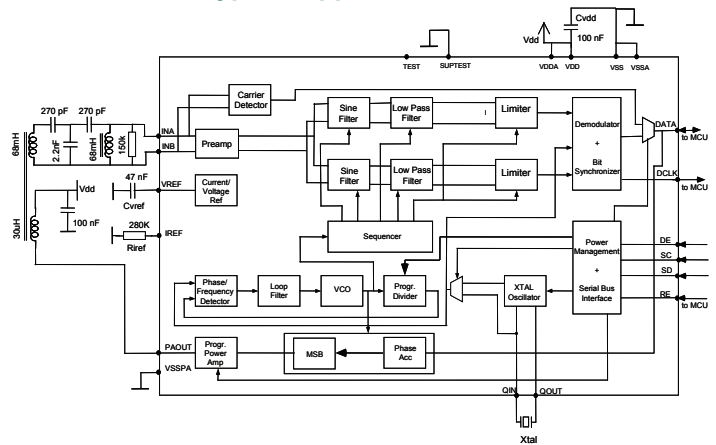 Cvdd
Vdd
100 nF
TEST
SUPTEST
VDDA
VDD
VSS
VSSA
270 pF
270 pF
68mH
2.2nF
68mH
150k
INA
INB
Carrier
Detector
Preamp
Sine
Filter
Low Pass
Filter
I
Limiter
Sine
Filter
Low Pass
Filter
Limiter
Demodulator
+
Bit
Synchronizer
DATA
to MCU
DCLK
to MCU
47 nF
VREF
Cvref
Vdd
100 nF
30uH
280K
IREF
Riref
Current/
Voltage
Ref
Sequencer
Power
Management
+
Serial Bus
Interface
DE
SC
SD
RE
to MCU
Phase/
Frequency
Detector
Loop
Filter
VCO
Progr.
Divider
XTAL
Oscillator
PAOUT
VSSPA
Progr.
Power
Amp
MSB
Phase
Acc
QIN
QOUT
Xtal